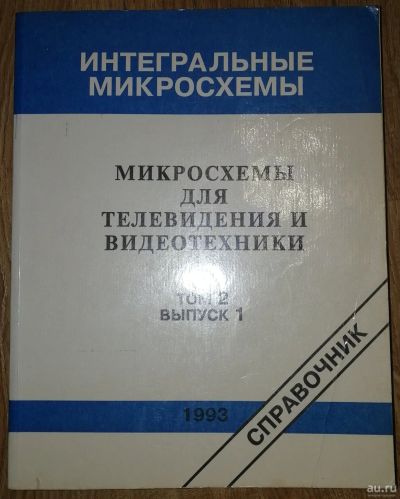 ИНТЕГРАЛЬНЫЕ
МИКРОСХЕМЫ
МИКРОСХЕМЫ
ДЛЯ
ТЕЛЕВИДЕНИЯ И
ВИДЕОТЕХНИКИ
ТОМ 2
ВЫПУСК 1
СПРАВОЧНИК
1993
au.ru